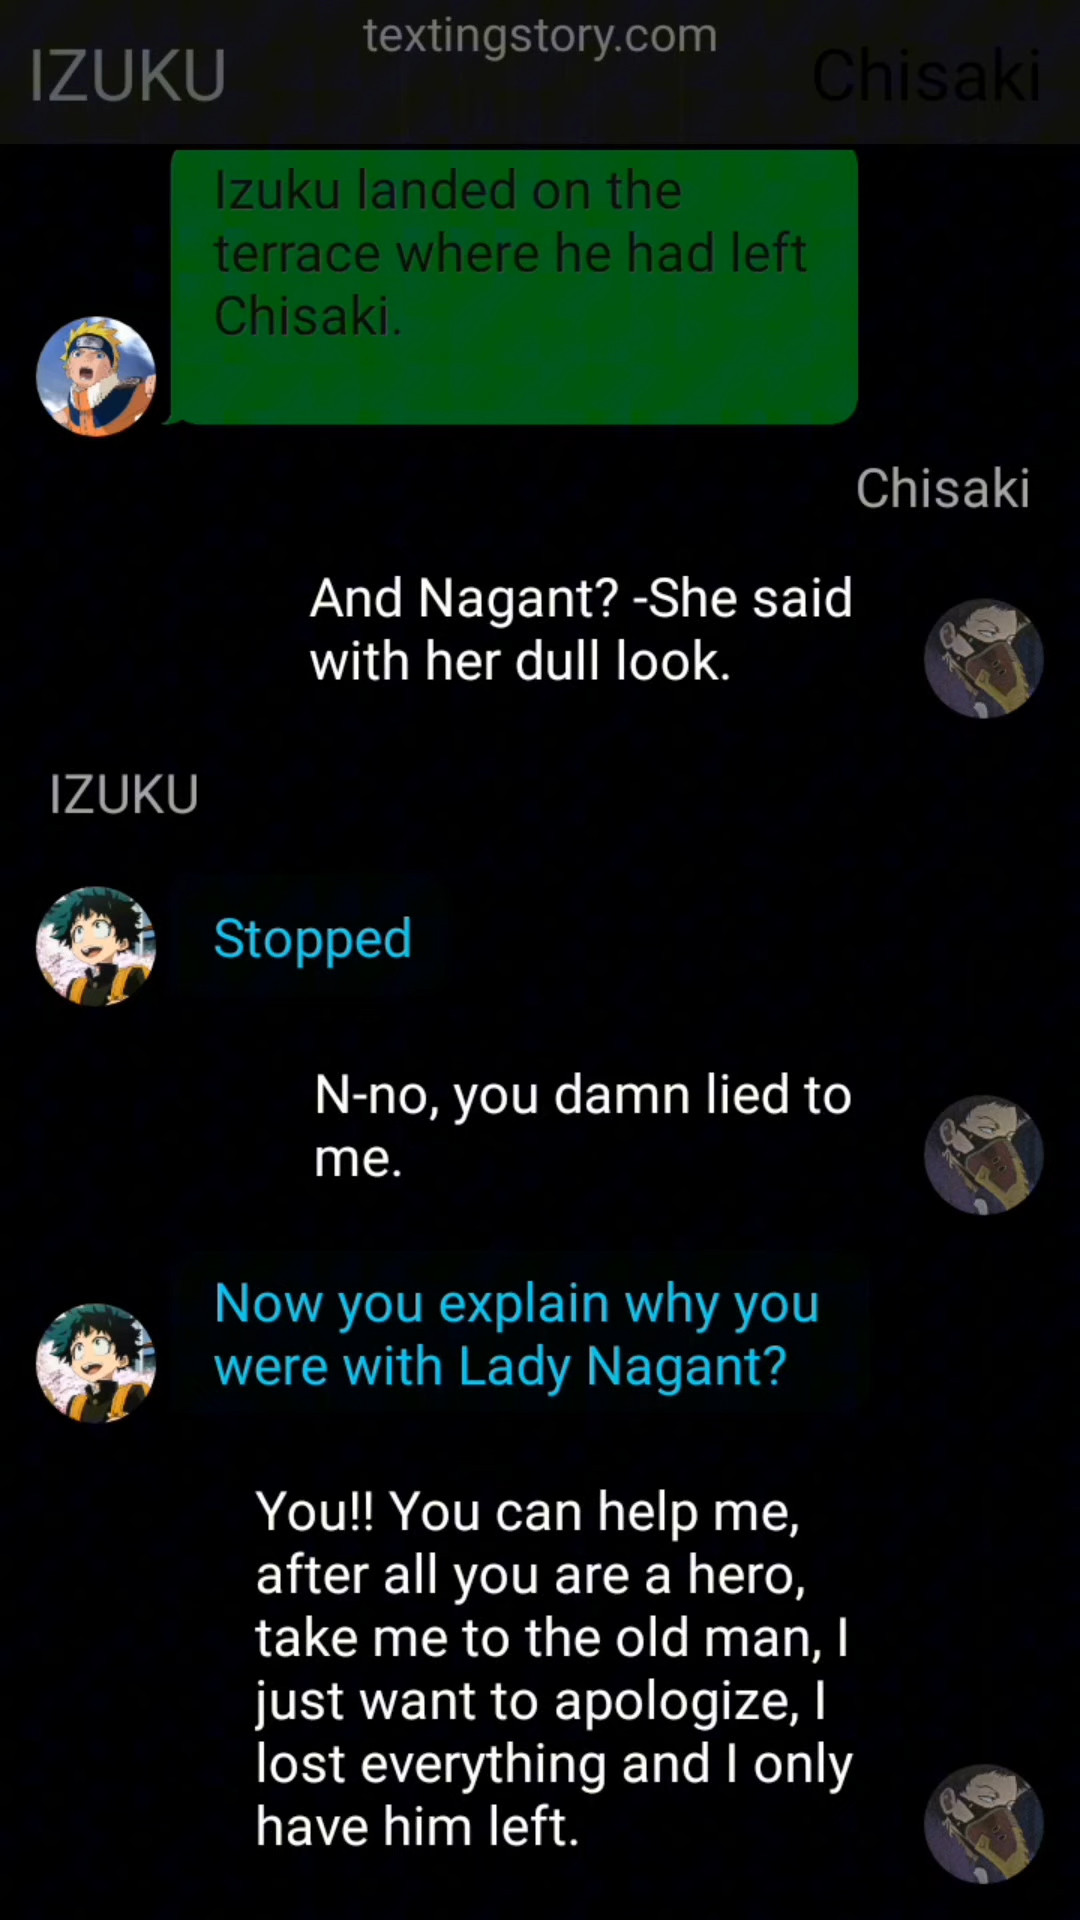 textingstory.com
IZUKU
Chisaki
Izuku landed on the
terrace where he had left
Chisaki.
Chisaki
And Nagant? -She said
with her dull look.
IZUKU
Stopped
N-no, you damn lied to
me.
Now you explain why you
were with Lady Nagant?
You!! You can help me,
after all you are a hero,
take me to the old man, I
just want to apologize, I
lost everything and I only
have him left.